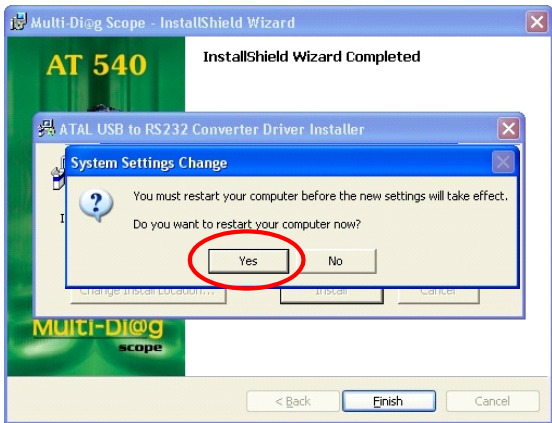 Multi-Di@g Scope - InstallShield Wizard
AT 540
InstallShield Wizard Completed
ATAL USB to RS232 Converter Driver Installer
System Settings Change
You must restart your computer before the new settings will take effect.
Do you want to restart your computer now?
Yes No
Change Install Location... Install Cancel
Multi-Di@g
scope
< Back Finish Cancel